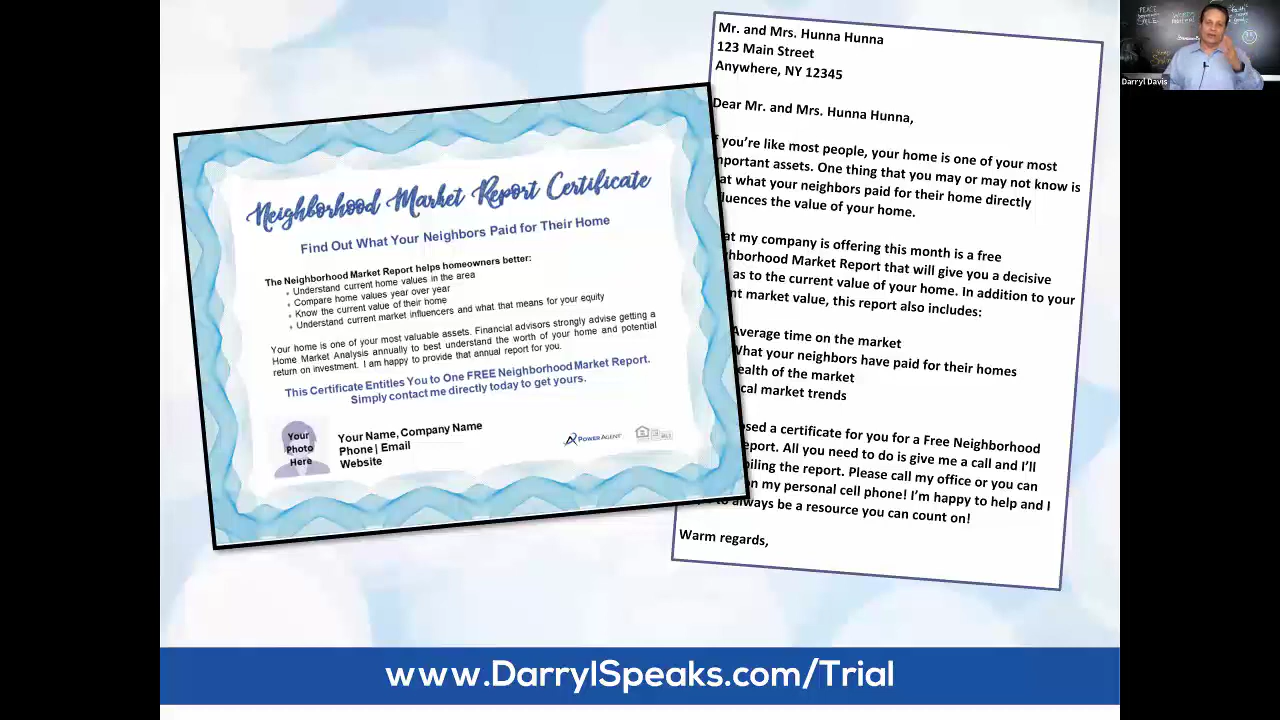 Neighborhood Market Report Certificate
Find Out What Your Neighbors Paid for Their Home
The Neighborhood Market Report helps homeowners better:
• Understand current home values in the area
• Compare home values year over year
• Know the current value of their home
• Understand current market influencers and what that means for your equity
Your home is one of your most valuable assets. Financial advisors strongly advise getting a
Home Market Analysis annually to best understand the worth of your home and potential
return on investment. I am happy to provide that annual report for you.
This Certificate Entitles You to One FREE Neighborhood Market Report.
Simply contact me directly today to get yours.
Your
Photo
Here
Your Name, Company Name
Phone | Email
Website
POWER AGENT
Mr. and Mrs. Hunna Hunna
123 Main Street
Anywhere, NY 12345
Dear Mr. and Mrs. Hunna Hunna,
you're like most people, your home is one of your most
assets. One thing that you may or may not know is
what your neighbors paid for their home directly
the value of your home.
my company is offering this month is a free
Market Report that will give you a decisive
as to the current value of your home. In addition to your
market value, this report also includes:
Average time on the market
What your neighbors have paid for their homes
of the market
market trends
a certificate for you for a Free Neighborhood
All you need to do is give me a call and I'll
the report. Please call my office or you can
on my personal cell phone! I'm happy to help and I
always be a resource you can count on!
Warm regards,
Darryl Davis
www.DarrylSpeaks.com/Trial